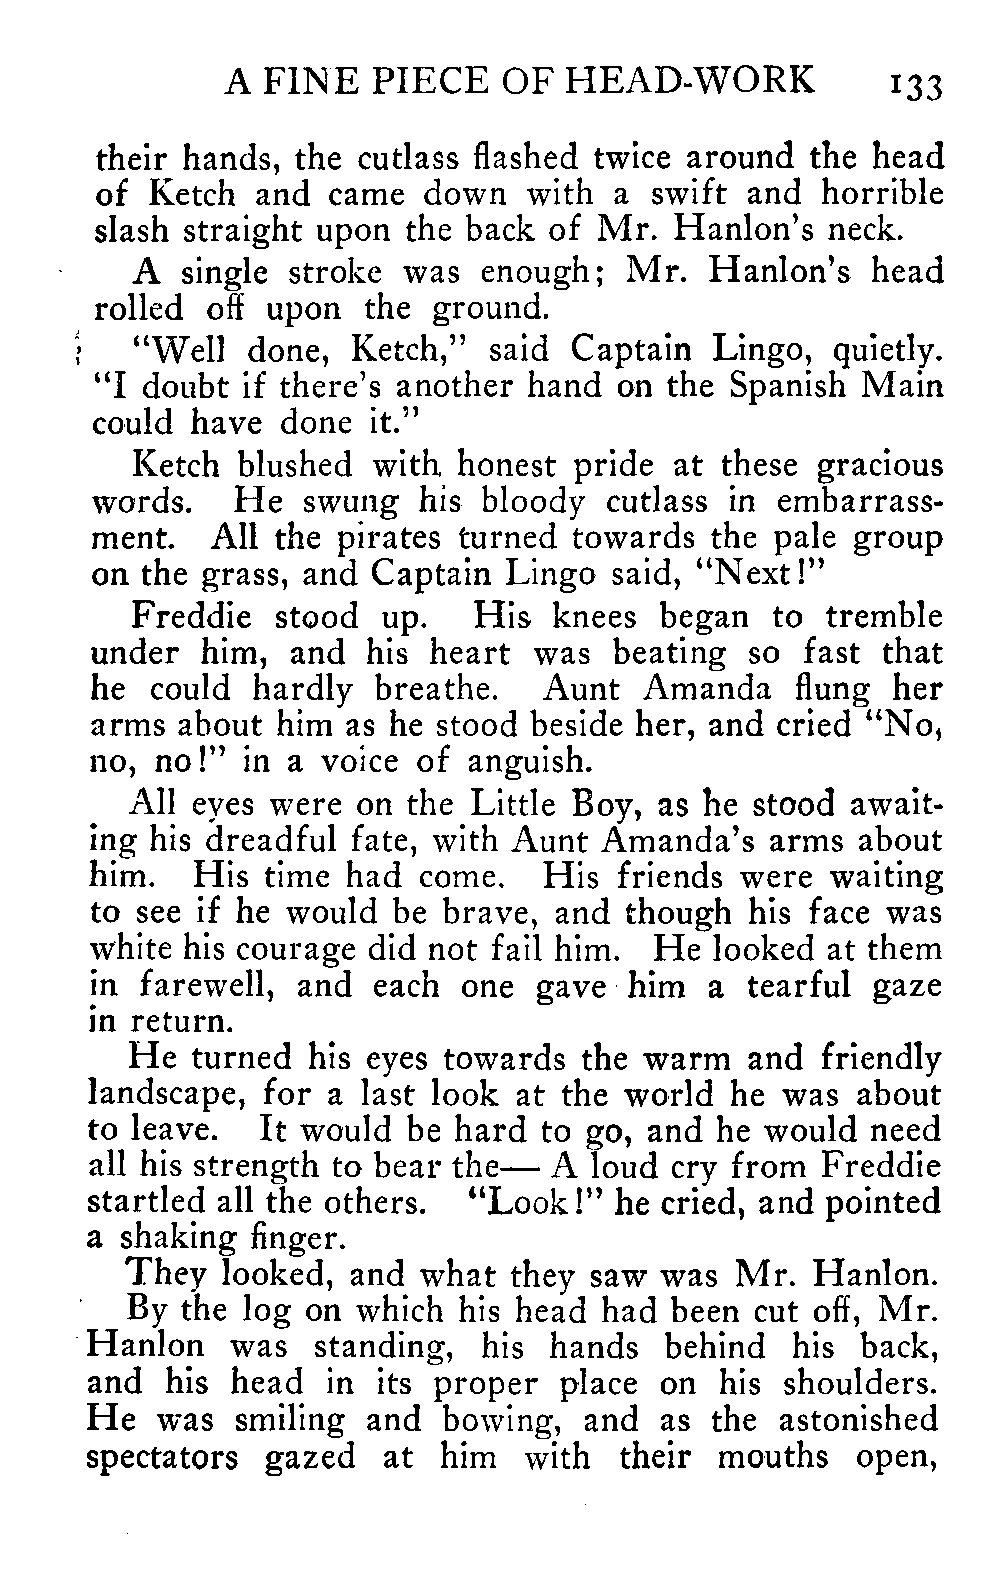 A FINE PIECE OF HEAD-WORK 133
their hands, the cutlass flashed twice around the head
of Ketch and came down with a swift and horrible
slash straight upon the back of Mr. Hanlon's neck.
A single stroke was enough; Mr. Hanlon's head
rolled off upon the ground.
"Well done, Ketch," said Captain Lingo, quietly.
"I doubt if there's another hand on the Spanish Main
could have done it."
Ketch blushed with honest pride at these gracious
words. He swung his bloody cutlass in embarrass-
ment. All the pirates turned towards the pale group
on the grass, and Captain Lingo said, "Next!"
Freddie stood up. His knees began to tremble
under him, and his heart was beating so fast that
he could hardly breathe. Aunt Amanda flung her
arms about him as he stood beside her, and cried "No,
no, no!" in a voice of anguish.
All eyes were on the Little Boy, as he stood await-
ing his dreadful fate, with Aunt Amanda's arms about
him. His time had come. His friends were waiting
to see if he would be brave, and though his face was
white his courage did not fail him. He looked at them
in farewell, and each one gave him a tearful gaze
in return.
He turned his eyes towards the warm and friendly
landscape, for a last look at the world he was about
to leave. It would be hard to go, and he would need
all his strength to bear the— A loud cry from Freddie
startled all the others. "Look!" he cried, and pointed
a shaking finger.
They looked, and what they saw was Mr. Hanlon.
By the log on which his head had been cut off, Mr.
Hanlon was standing, his hands behind his back,
and his head in its proper place on his shoulders.
He was smiling and bowing, and as the astonished
spectators gazed at him with their mouths open,